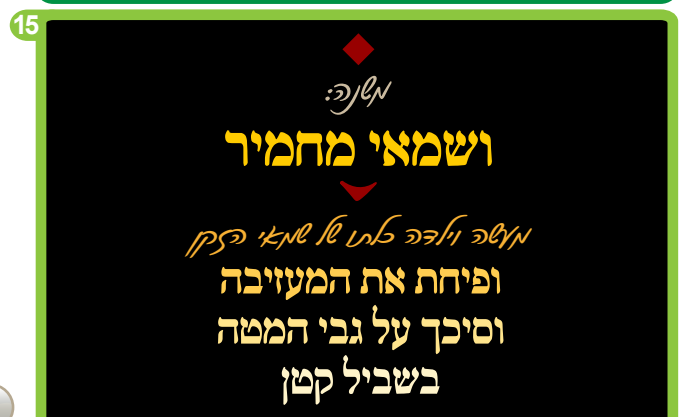 15
משנה:
ושמאי מחמיר
מעשה וילדה כלתו של שמאי הזקן
ופיחת את המעזיבה
וסיכך על גבי המטה
בשביל קטן